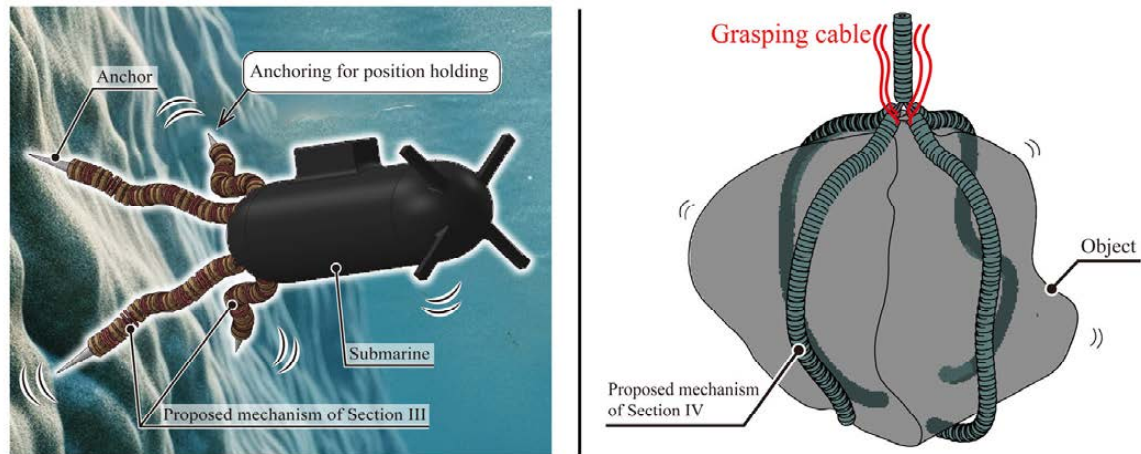 Anchor
Anchoring for position holding
Submarine
Proposed mechanism of Section III
Grasping cable
Object
Proposed mechanism
of Section IV